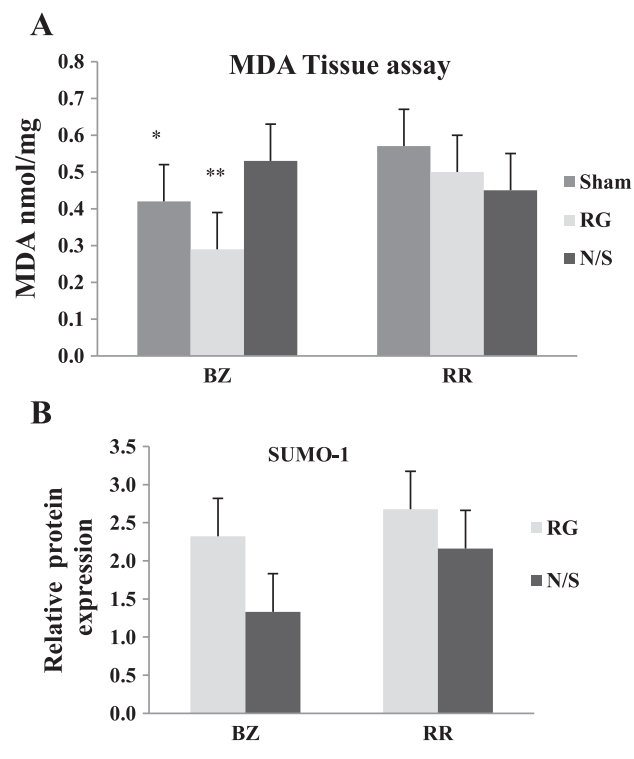 A
MDA Tissue assay
MDA nmol/mg
0.8
0.7
0.6
0.5
0.4
0.3
0.2
0.1
0.0
*
**
BZ
RR
Sham
RG
N/S
B
SUMO-1
Relative protein
expression
3.5
3.0
2.5
2.0
1.5
1.0
0.5
0.0
BZ
RR
RG
N/S